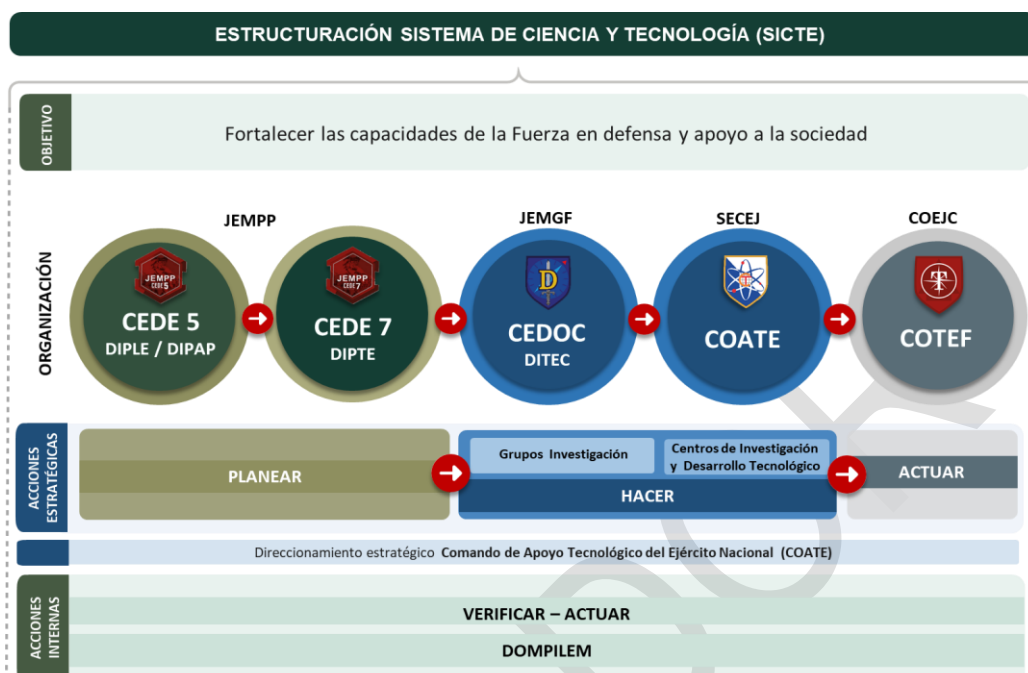 ESTRUCTURACIÓN SISTEMA DE CIENCIA Y TECNOLOGÍA (SICTE)
OBJETIVO
Fortalecer las capacidades de la Fuerza en defensa y apoyo a la sociedad
ORGANIZACIÓN
JEMPP
JEMGF
SECEJ
COEJC
JEMPP
CEDE 5
CEDE 5
DIPLE / DIPAP
JEMPP
CEDE 7
CEDE 7
DIPTE
D
CEDOC
DITEC
COATE
COTEF
ACCIONES
ESTRATÉGICAS
PLANEAR
Grupos Investigación
Centros de Investigación
y Desarrollo Tecnológico
HACER
ACTUAR
Direccionamiento estratégico Comando de Apoyo Tecnológico del Ejército Nacional (COATE)
ACCIONES
INTERNAS
VERIFICAR – ACTUAR
DOMPILEM